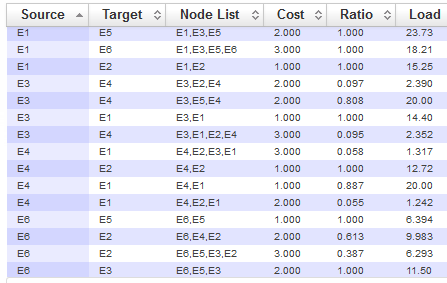 Source Target Node List Cost Ratio Load
E1 E5 E1,E3,E5 2.000 1.000 23.73
E1 E6 E1,E3,E5,E6 3.000 1.000 18.21
E1 E2 E1,E2 1.000 1.000 15.25
E3 E4 E3,E2,E4 2.000 0.097 2.390
E3 E4 E3,E5,E4 2.000 0.808 20.00
E3 E1 E3,E1 1.000 1.000 14.40
E3 E4 E3,E1,E2,E4 3.000 0.095 2.352
E4 E1 E4,E2,E3,E1 3.000 0.058 1.317
E4 E2 E4,E2 1.000 1.000 12.72
E4 E1 E4,E1 1.000 0.887 20.00
E4 E1 E4,E2,E1 2.000 0.055 1.242
E6 E5 E6,E5 1.000 1.000 6.394
E6 E2 E6,E4,E2 2.000 0.613 9.983
E6 E2 E6,E5,E3,E2 3.000 0.387 6.293
E6 E3 E6,E5,E3 2.000 1.000 11.50